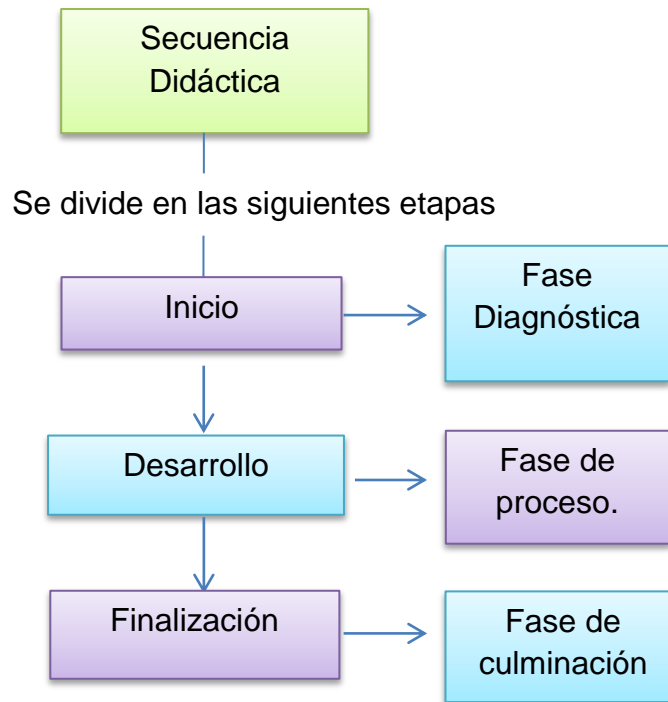 Secuencia
Didáctica
Se divide en las siguientes etapas
Inicio
Fase
Diagnóstica
Desarrollo
Fase de
proceso.
Finalización
Fase de
culminación